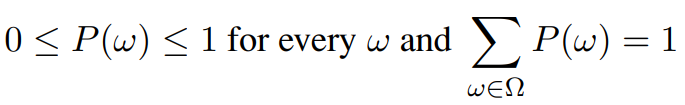 0 ≤ P(ω) ≤ 1 for every ω and ∑_{ω∈Ω} P(ω) = 1